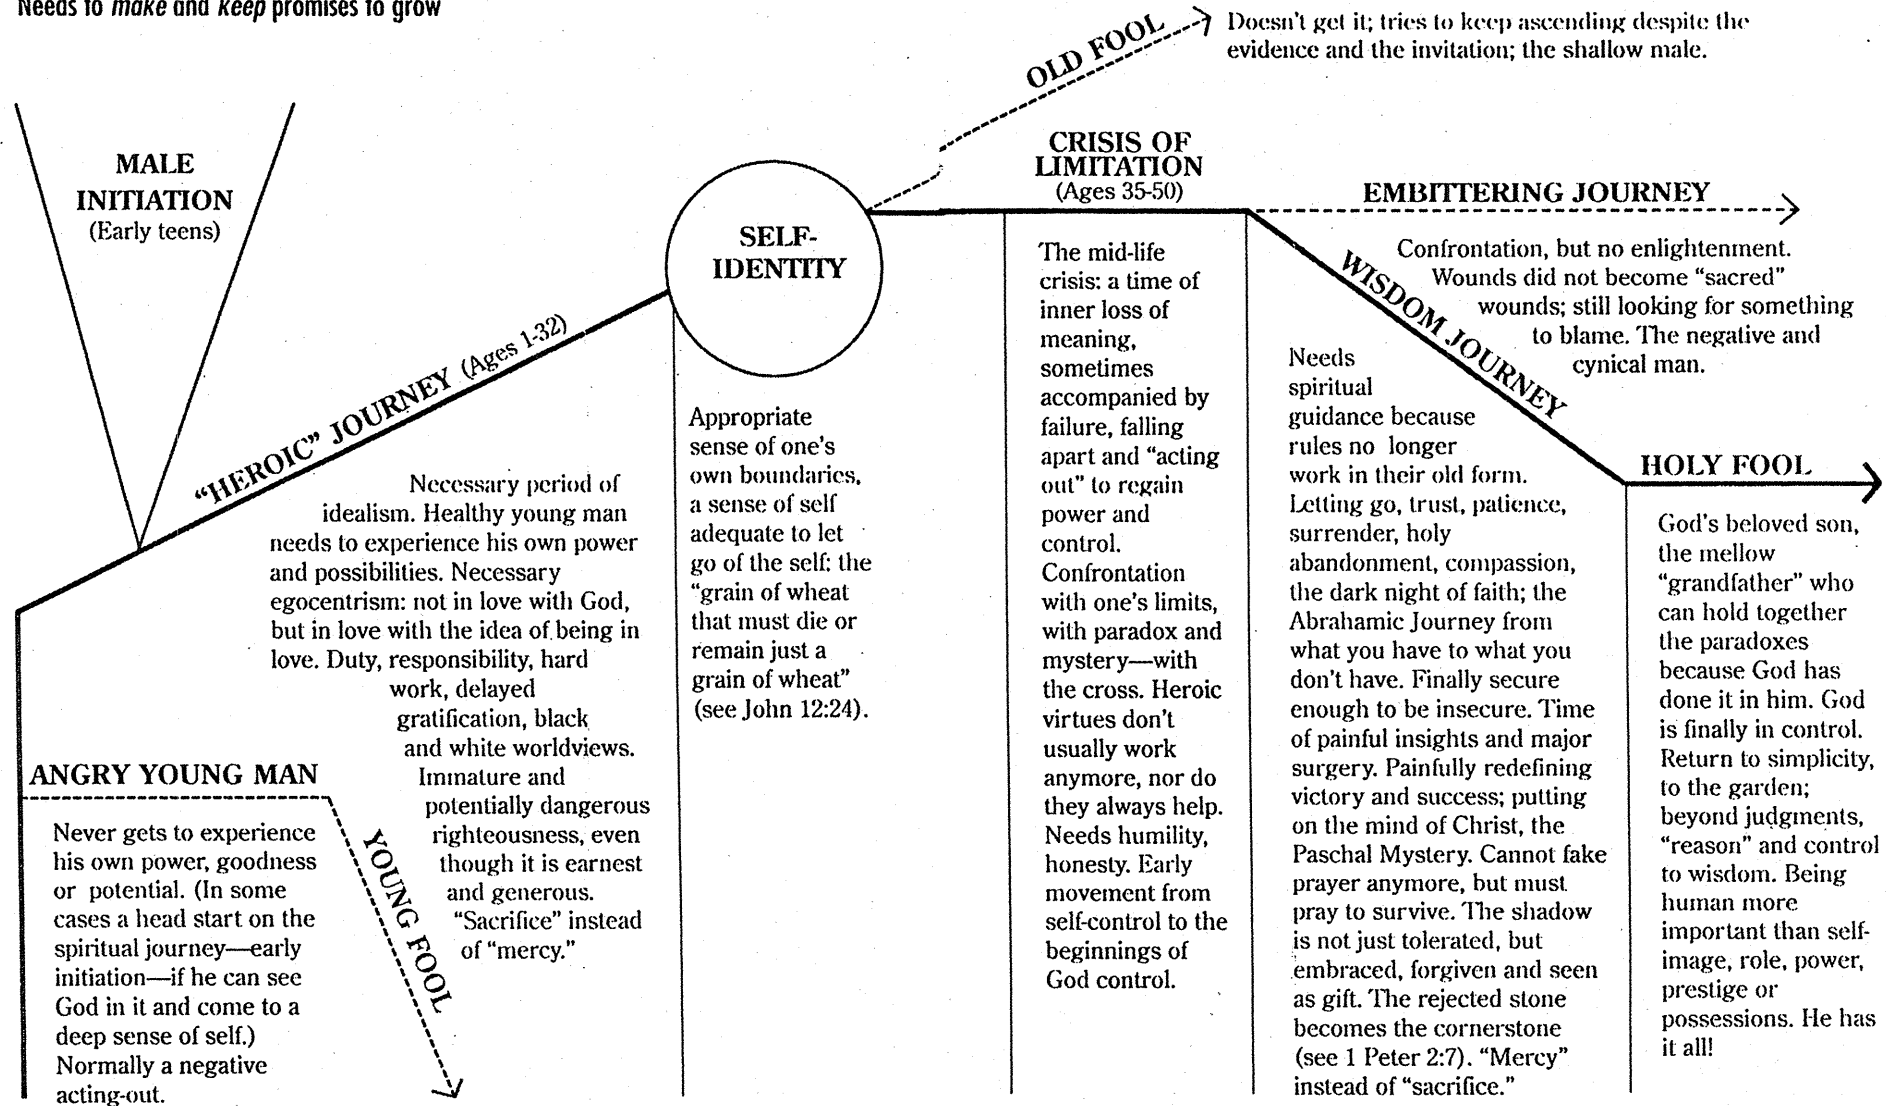 Needs to make and keep promises to grow
OLD FOOL
Doesn't get it; tries to keep ascending despite the
evidence and the invitation; the shallow male.
MALE
INITIATION
(Early teens)
"HEROIC" JOURNEY (Ages 1-32)
Necessary period of
idealism. Healthy young man
needs to experience his own power
and possibilities. Necessary
egocentrism: not in love with God,
but in love with the idea of being in
love. Duty, responsibility, hard
work, delayed
gratification, black
and white worldviews.
Immature and
potentially dangerous
righteousness, even
though it is earnest
and generous.
"Sacrifice" instead
of "mercy."
ANGRY YOUNG MAN
Never gets to experience
his own power, goodness
or potential. (In some
cases a head start on the
spiritual journey—early
initiation—if he can see
God in it and come to a
deep sense of self.)
Normally a negative
acting-out.
YOUNG FOOL
SELF-
IDENTITY
Appropriate
sense of one's
own boundaries,
a sense of self
adequate to let
go of the self: the
"grain of wheat
that must die or
remain just a
grain of wheat"
(see John 12:24).
CRISIS OF
LIMITATION
(Ages 35-50)
The mid-life
crisis: a time of
inner loss of
meaning,
sometimes
accompanied by
failure, falling
apart and "acting
out" to regain
power and
control.
Confrontation
with one's limits,
with paradox and
mystery—with
the cross. Heroic
virtues don't
usually work
anymore, nor do
they always help.
Needs humility,
honesty. Early
movement from
self-control to the
beginnings of
God control.
EMBITTERING JOURNEY
Confrontation, but no enlightenment.
Wounds did not become "sacred"
wounds; still looking for something
to blame. The negative and
cynical man.
WISDOM JOURNEY
Needs
spiritual
guidance because
rules no longer
work in their old form.
Letting go, trust, patience,
surrender, holy
abandonment, compassion,
the dark night of faith; the
Abrahamic Journey from
what you have to what you
don't have. Finally secure
enough to be insecure. Time
of painful insights and major
surgery. Painfully redefining
victory and success; putting
on the mind of Christ, the
Paschal Mystery. Cannot fake
prayer anymore, but must
pray to survive. The shadow
is not just tolerated, but
embraced, forgiven and seen
as gift. The rejected stone
becomes the cornerstone
(see 1 Peter 2:7). "Mercy"
instead of "sacrifice."
HOLY FOOL
God's beloved son,
the mellow
"grandfather" who
can hold together
the paradoxes
because God has
done it in him. God
is finally in control.
Return to simplicity,
to the garden;
beyond judgments,
"reason" and control
to wisdom. Being
human more
important than self-
image, role, power,
prestige or
possessions. He has
it all!